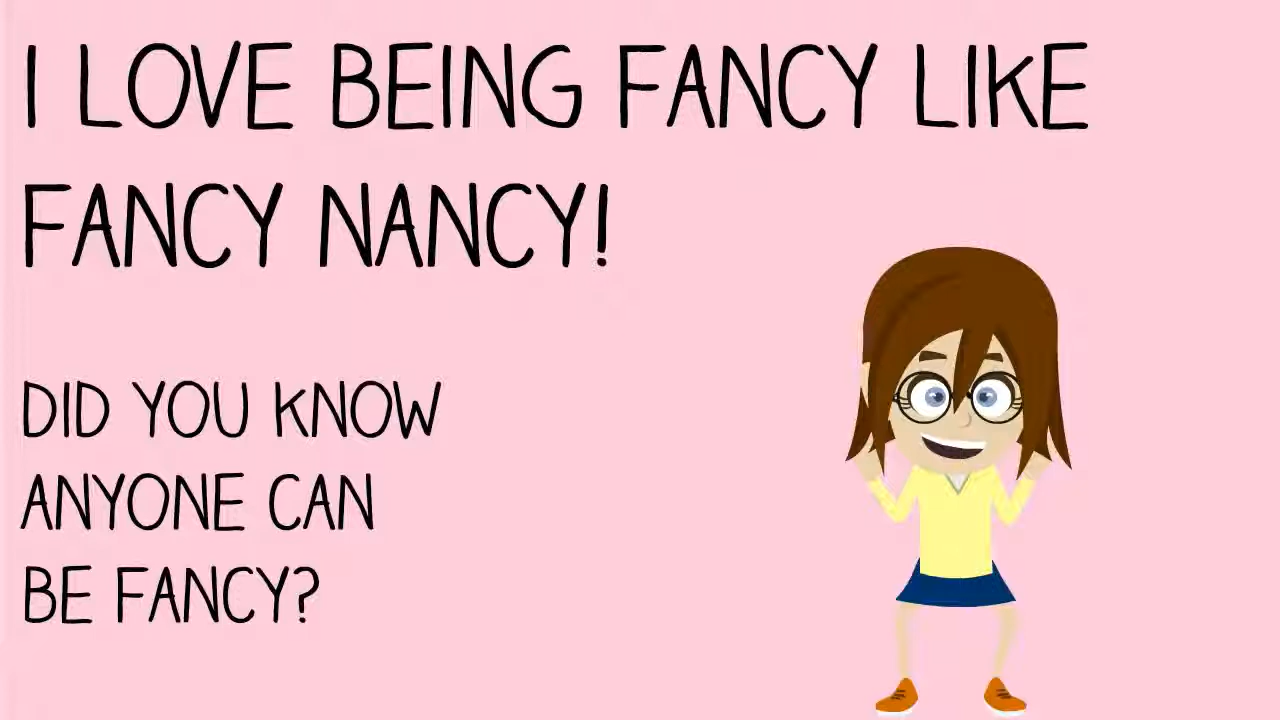 I LOVE BEING FANCY LIKE
FANCY NANCY!
DID YOU KNOW
ANYONE CAN
BE FANCY?